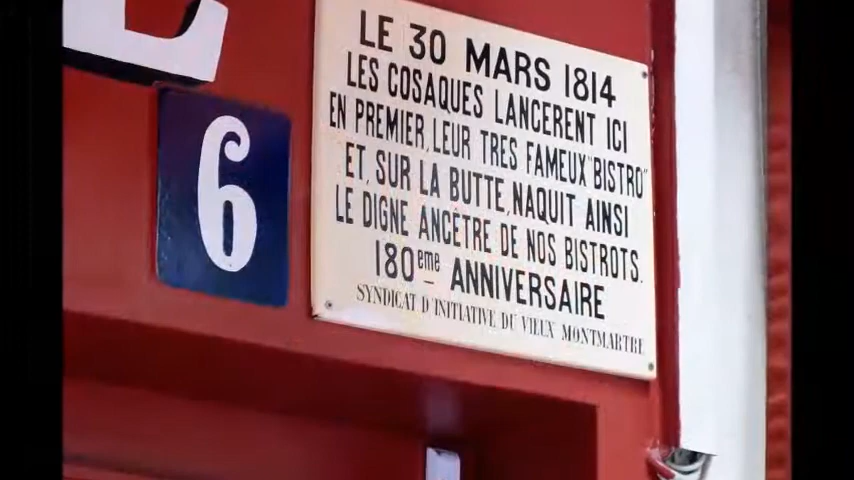 LE 30 MARS 1814
LES COSAQUES LANCERENT ICI
EN PREMIER, LEUR TRES FAMEUX "BISTRO"
ET, SUR LA BUTTE, NAQUIT AINSI
LE DIGNE ANCÊTRE DE NOS BISTROTS.
180eme ANNIVERSAIRE
SYNDICAT D'INITIATIVE DU VIEUX MONTMARTRE
6